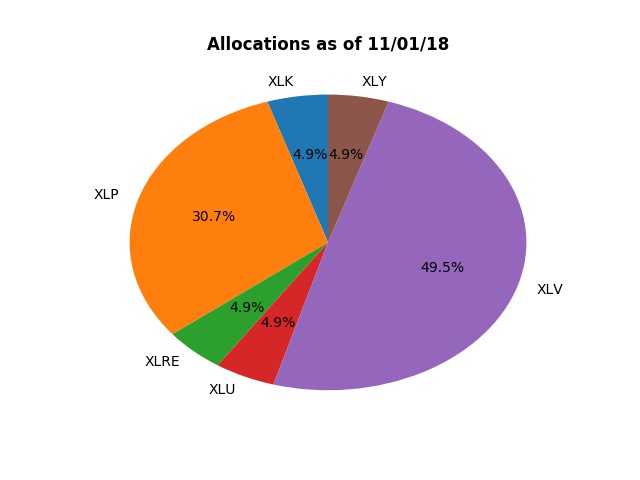 Allocations as of 11/01/18
XLK
XLY
4.9%
4.9%
XLP
30.7%
49.5%
XLV
4.9%
4.9%
XLRE
XLU